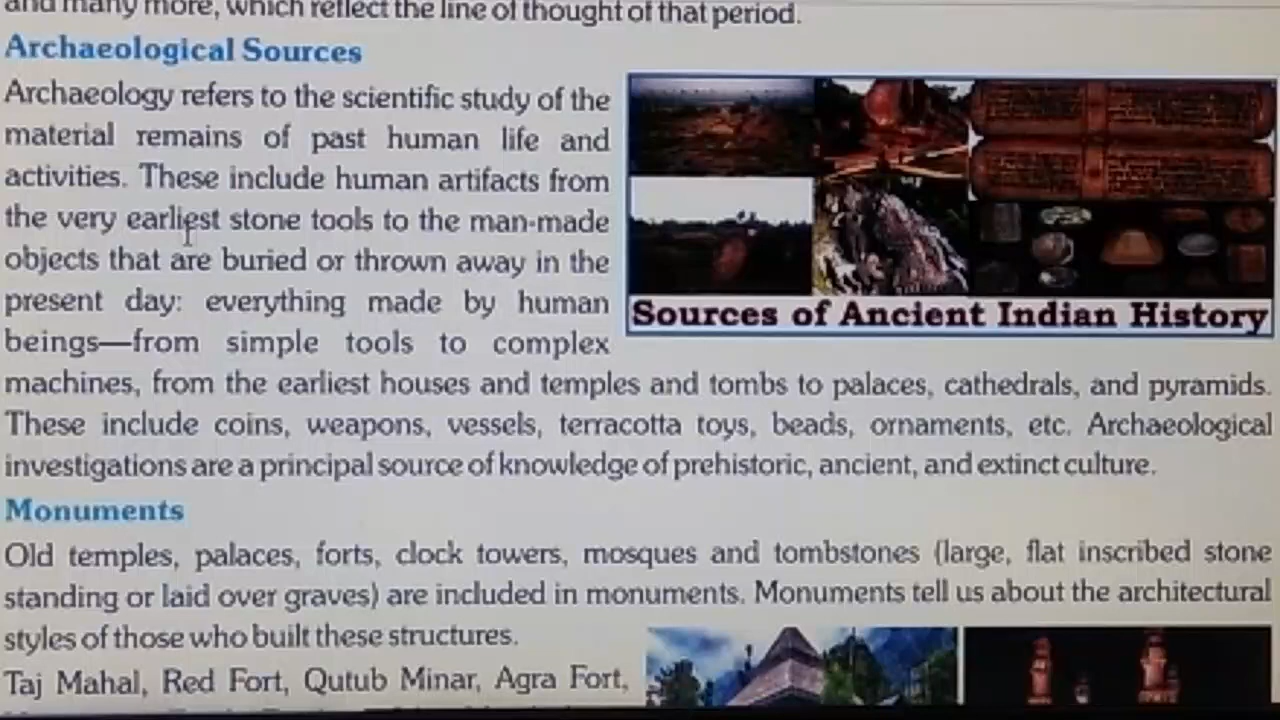 and many more, which reflect the line of thought of that period.
Archaeological Sources
Archaeology refers to the scientific study of the
material remains of past human life and
activities. These include human artifacts from
the very earliest stone tools to the man-made
objects that are buried or thrown away in the
present day: everything made by human
beings—from simple tools to complex
machines, from the earliest houses and temples and tombs to palaces, cathedrals, and pyramids.
These include coins, weapons, vessels, terracotta toys, beads, ornaments, etc. Archaeological
investigations are a principal source of knowledge of prehistoric, ancient, and extinct culture.
Sources of Ancient Indian History
Monuments
Old temples, palaces, forts, clock towers, mosques and tombstones (large, flat inscribed stone
standing or laid over graves) are included in monuments. Monuments tell us about the architectural
styles of those who built these structures.
Taj Mahal, Red Fort, Qutub Minar, Agra Fort,